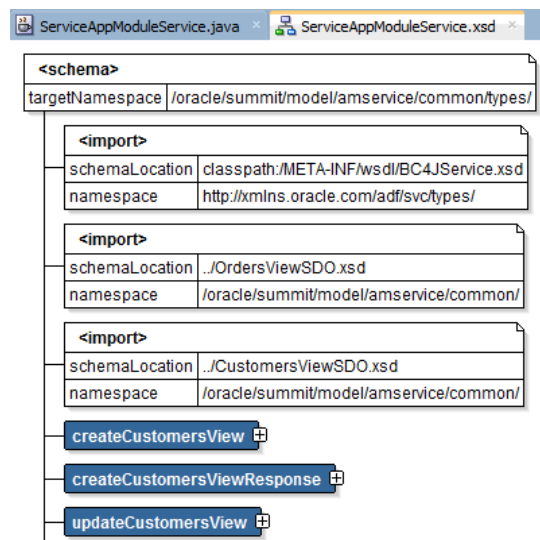 ServiceAppModuleService.java × ServiceAppModuleService.xsd ×
<schema>
targetNamespace /oracle/summit/model/amservice/common/types/
<import>
schemaLocation classpath:/META-INF/wsdl/BC4JService.xsd
namespace http://xmlns.oracle.com/adf/svc/types/
<import>
schemaLocation ../OrdersViewSDO.xsd
namespace /oracle/summit/model/amservice/common/
<import>
schemaLocation ../CustomersViewSDO.xsd
namespace /oracle/summit/model/amservice/common/
createCustomersView
createCustomersViewResponse
updateCustomersView